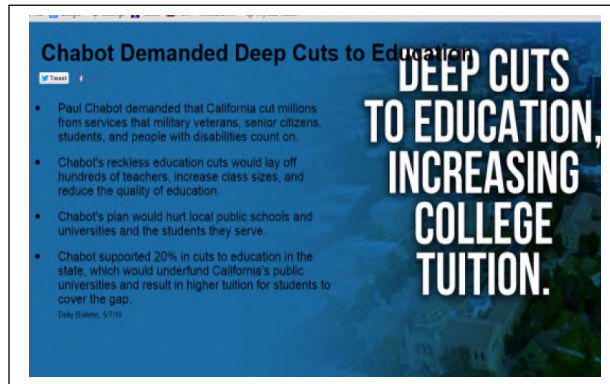 Chabot Demanded Deep Cuts to Education
Tweet
• Paul Chabot demanded that California cut millions
from services that military veterans, senior citizens,
students, and people with disabilities count on.
• Chabot's reckless education cuts would lay off
hundreds of teachers, increase class sizes, and
reduce the quality of education.
• Chabot's plan would hurt local public schools and
universities and the students they serve.
• Chabot supported 20% in cuts to education in the
state, which would underfund California's public
universities and result in higher tuition for students to
cover the gap.
DEEP CUTS
TO EDUCATION,
INCREASING
COLLEGE
TUITION.